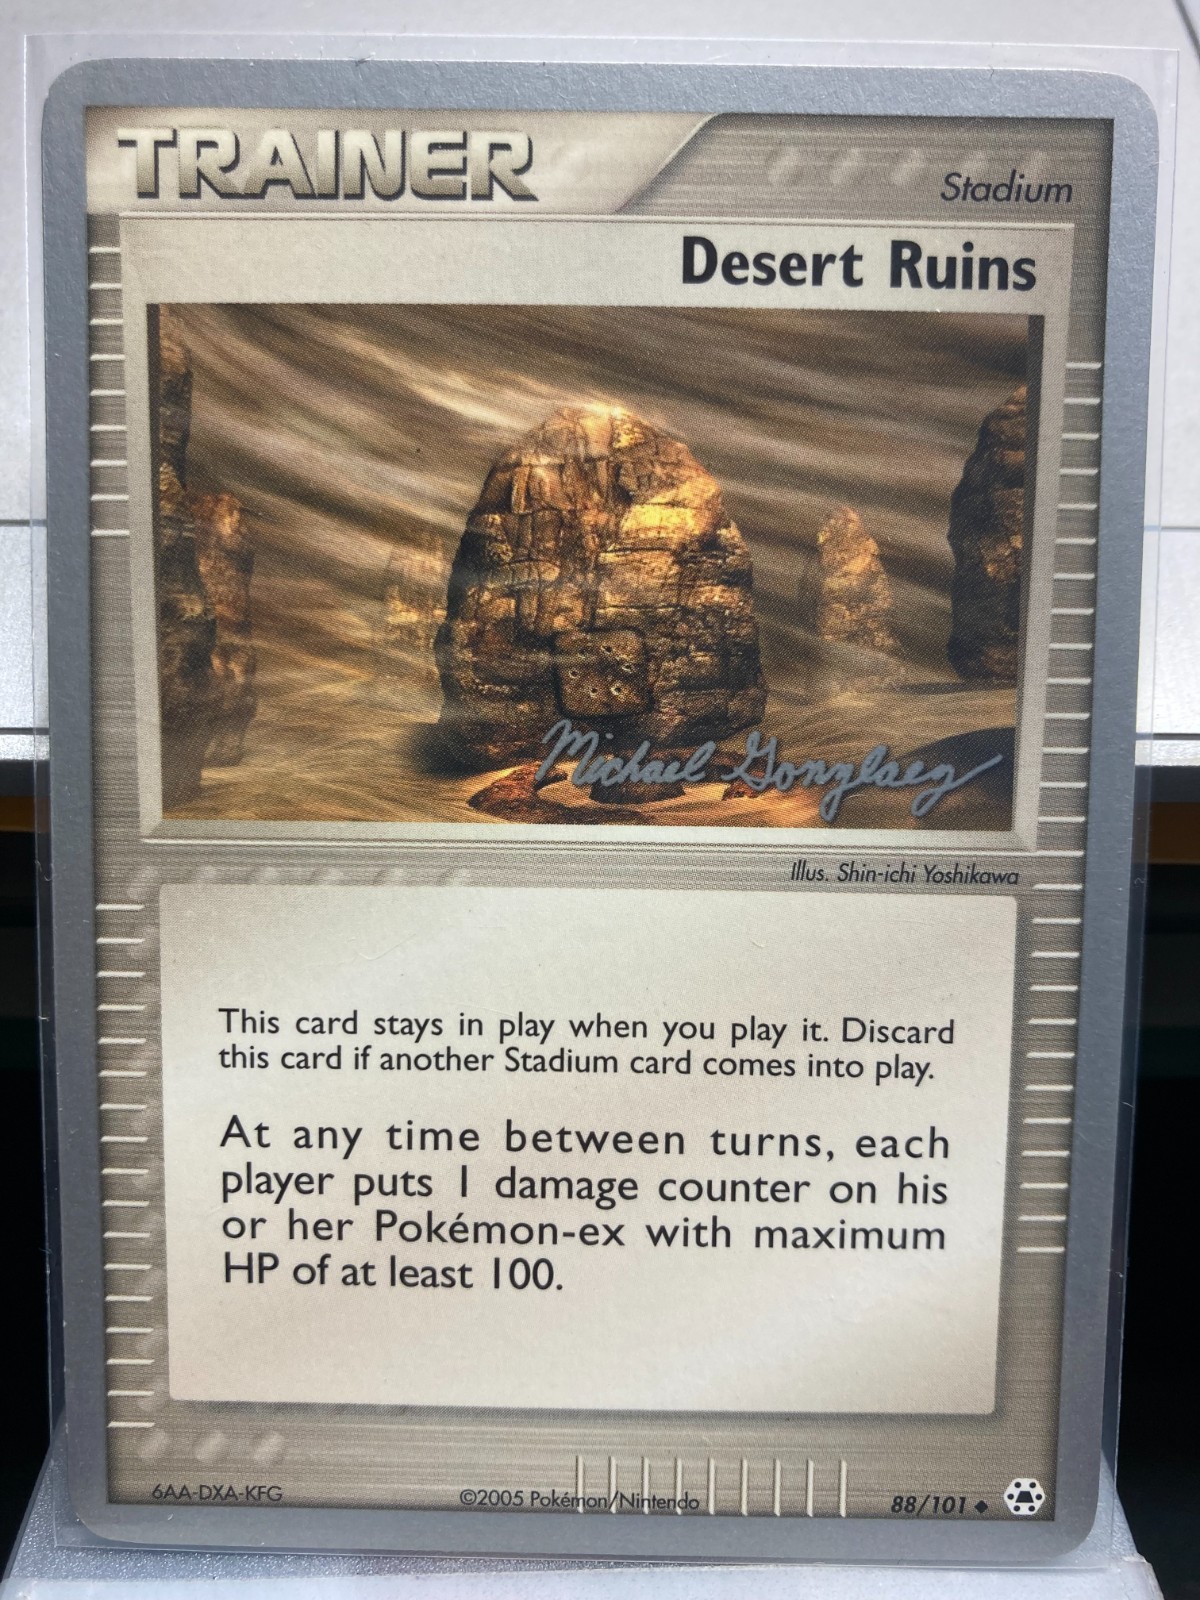 TRAINER
Stadium
Desert Ruins
Michael Gonzlaez
Illus. Shin-ichi Yoshikawa
This card stays in play when you play it. Discard
this card if another Stadium card comes into play.
At any time between turns, each
player puts 1 damage counter on his
or her Pokémon-ex with maximum
HP of at least 100.
6AA-DXA-KFG
©2005 Pokémon/Nintendo
88/101 ◆